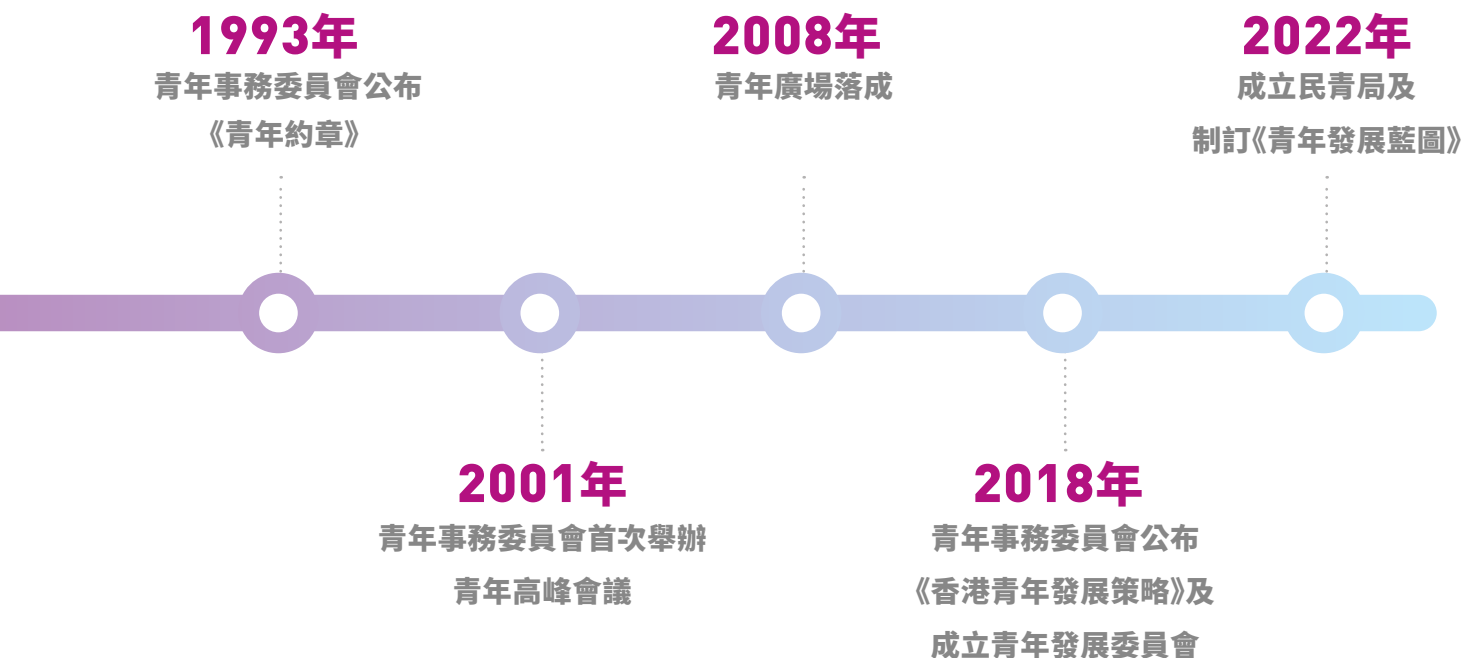 1993年
青年事務委員會公布
《青年約章》
2008年
青年廣場落成
2022年
成立民青局及
制訂《青年發展藍圖》
2001年
青年事務委員會首次舉辦
青年高峰會議
2018年
青年事務委員會公布
《香港青年發展策略》及
成立青年發展委員會